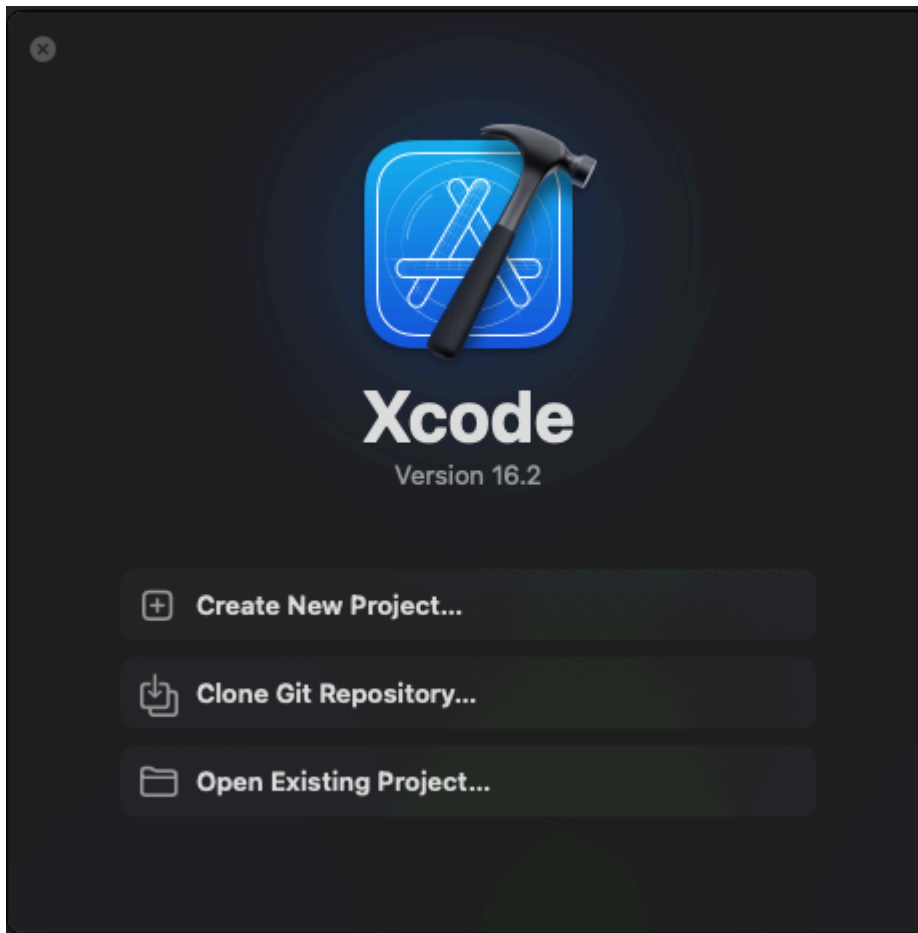 Xcode
Version 16.2
Create New Project...
Clone Git Repository...
Open Existing Project...